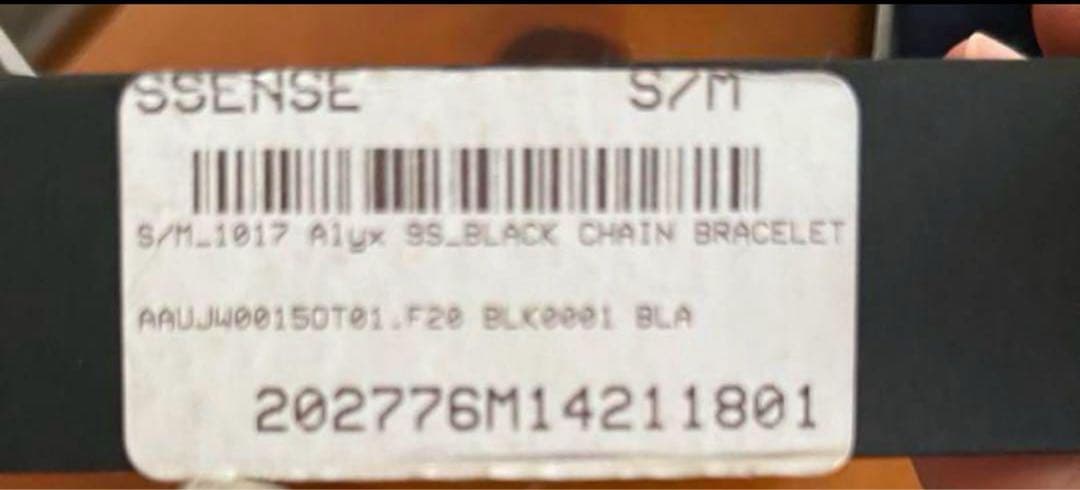 SSENSE S/M
S/M_1017 Alyx 9S_BLACK CHAIN BRACELET
AAUJW0015OT01.F20 BLK0001 BLA
202776M14211801